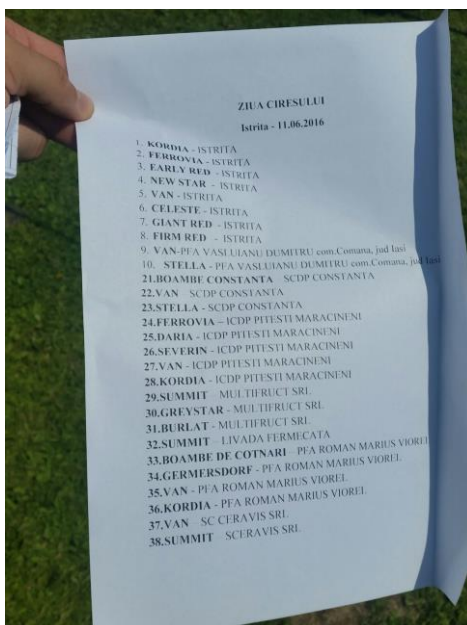 ZIUA CIRESULUI
Istrita - 11.06.2016
1. KORDIA - ISTRITA
2. FERROVIA - ISTRITA
3. EARLY RED - ISTRITA
4. NEW STAR - ISTRITA
5. VAN - ISTRITA
6. CELESTE - ISTRITA
7. GIANT RED - ISTRITA
8. FIRM RED - ISTRITA
9. VAN-PFA VASLUIANU DUMITRU com.Comana, jud Iasi
10. STELLA - PFA VASLUIANU DUMITRU com.Comana, jud Iasi
21.BOAMBE CONSTANTA – SCDP CONSTANTA
22.VAN – SCDP CONSTANTA
23.STELLA - SCDP CONSTANTA
24.FERROVIA – ICDP PITESTI MARACINENI
25.DARIA - ICDP PITESTI MARACINENI
26.SEVERIN - ICDP PITESTI MARACINENI
27.VAN - ICDP PITESTI MARACINENI
28.KORDIA - ICDP PITESTI MARACINENI
29.SUMMIT – MULTIFRUCT SRL
30.GREYSTAR - MULTIFRUCT SRL
31.BURLAT - MULTIFRUCT SRL
32.SUMMIT – LIVADA FERMECATA
33.BOAMBE DE COTNARI – PFA ROMAN MARIUS VIOREL
34.GERMERSDORF - PFA ROMAN MARIUS VIOREL
35.VAN - PFA ROMAN MARIUS VIOREL
36.KORDIA - PFA ROMAN MARIUS VIOREL
37.VAN – SC CERAVIS SRL
38.SUMMIT – SCERAVIS SRL